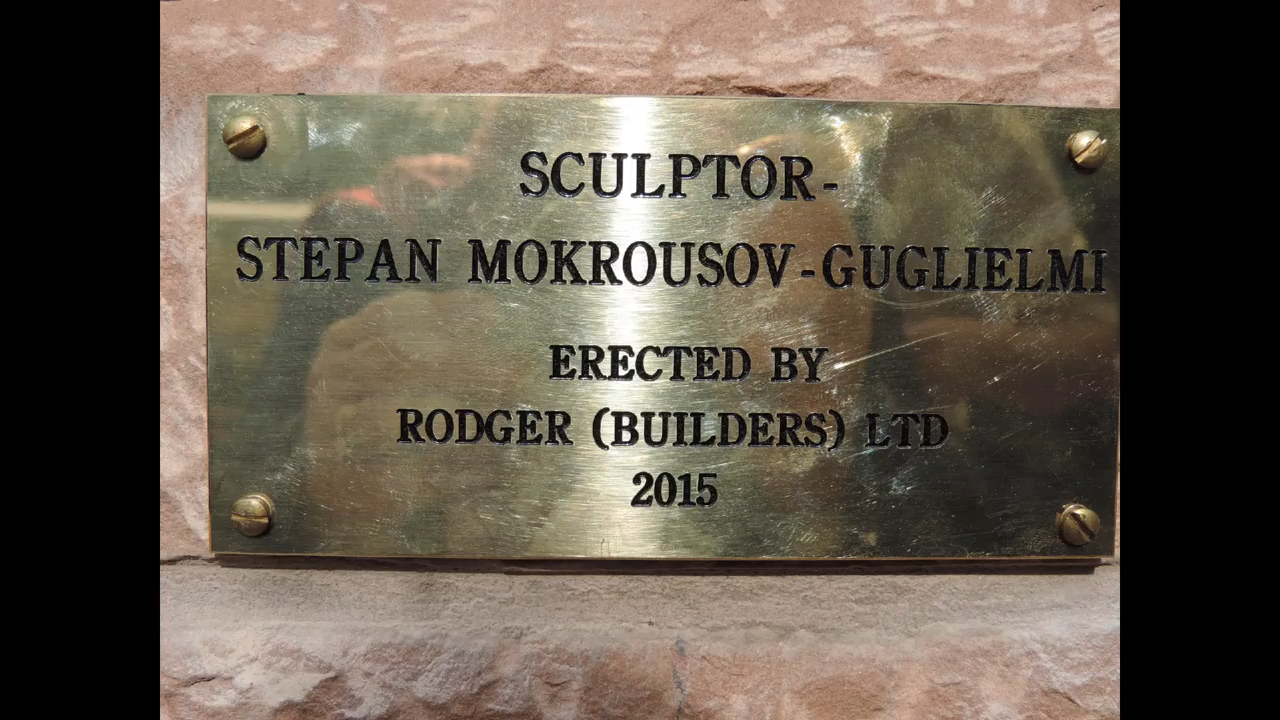 SCULPTOR-
STEPAN MOKROUSOV-GUGLIELMI
ERECTED BY
RODGER (BUILDERS) LTD
2015